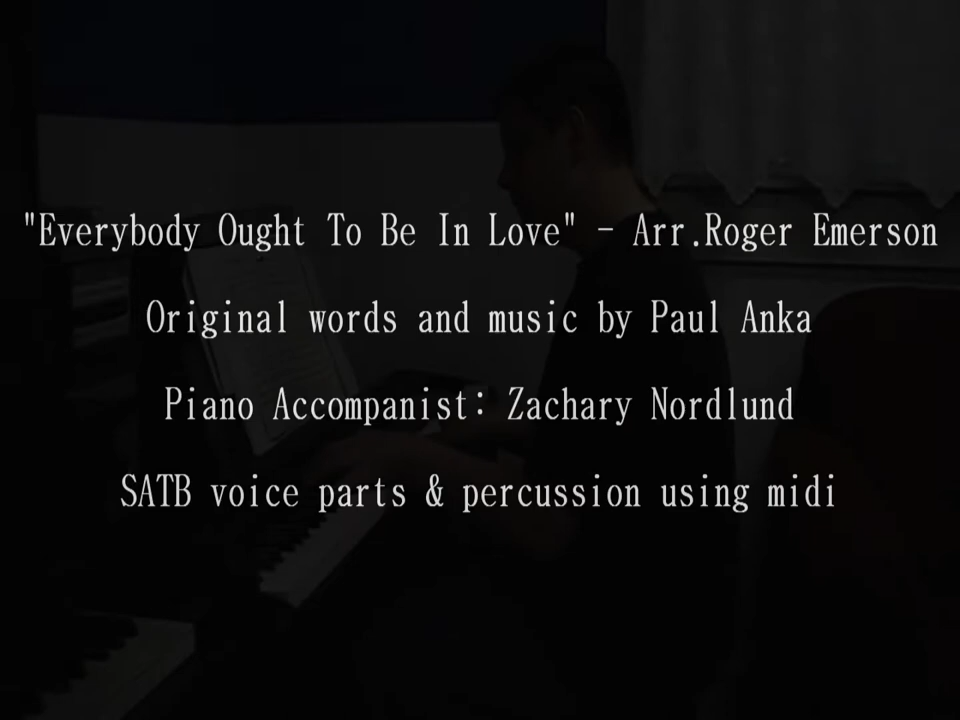 "Everybody Ought To Be In Love" - Arr.Roger Emerson
Original words and music by Paul Anka
Piano Accompanist: Zachary Nordlund
SATB voice parts & percussion using midi